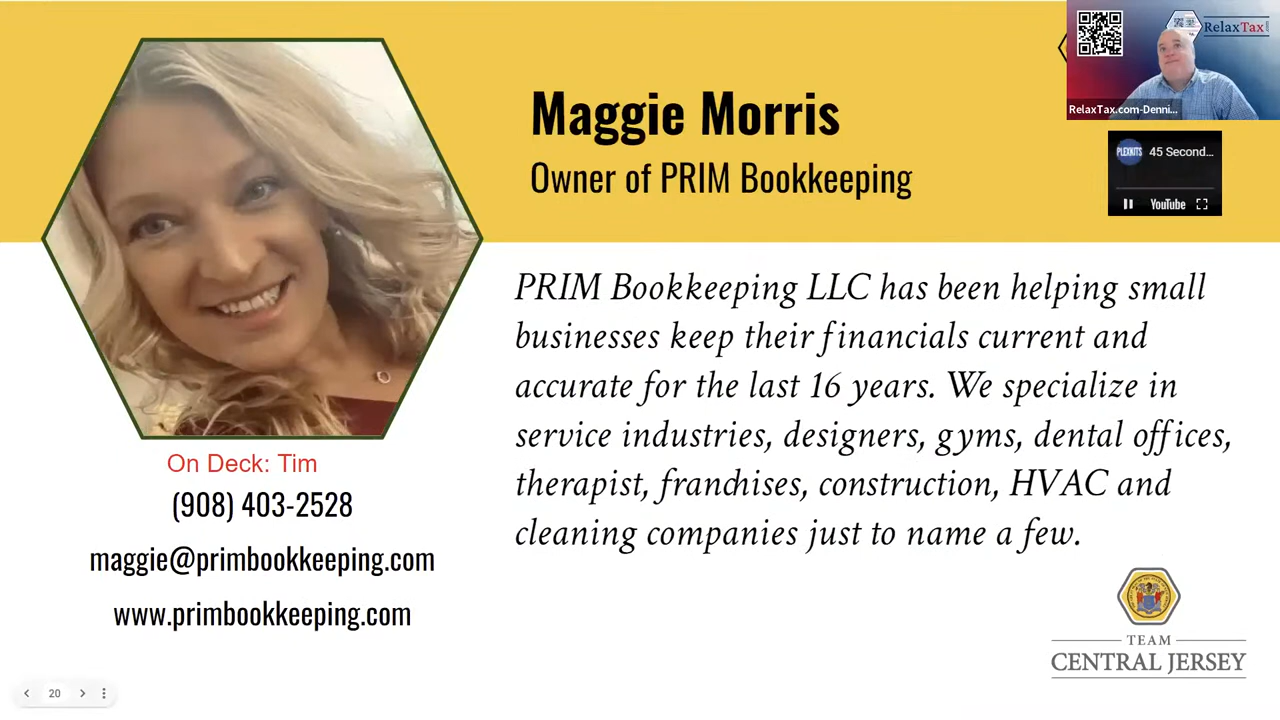 Maggie Morris
Owner of PRIM Bookkeeping
RelaxTax.com
RelaxTax.com-Denni...
PLEXKITS
45 Second...
YouTube
PRIM Bookkeeping LLC has been helping small
businesses keep their financials current and
accurate for the last 16 years. We specialize in
service industries, designers, gyms, dental offices,
therapist, franchises, construction, HVAC and
cleaning companies just to name a few.
On Deck: Tim
(908) 403-2528
maggie@primbookkeeping.com
www.primbookkeeping.com
TEAM
CENTRAL JERSEY
20